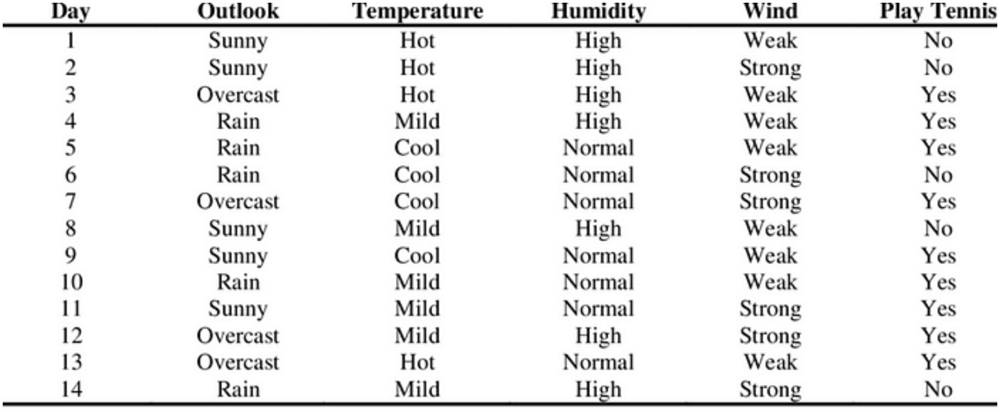 Day Outlook Temperature Humidity Wind Play Tennis
1 Sunny Hot High Weak No
2 Sunny Hot High Strong No
3 Overcast Hot High Weak Yes
4 Rain Mild High Weak Yes
5 Rain Cool Normal Weak Yes
6 Rain Cool Normal Strong No
7 Overcast Cool Normal Strong Yes
8 Sunny Mild High Weak No
9 Sunny Cool Normal Weak Yes
10 Rain Mild Normal Weak Yes
11 Sunny Mild Normal Strong Yes
12 Overcast Mild High Strong Yes
13 Overcast Hot Normal Weak Yes
14 Rain Mild High Strong No